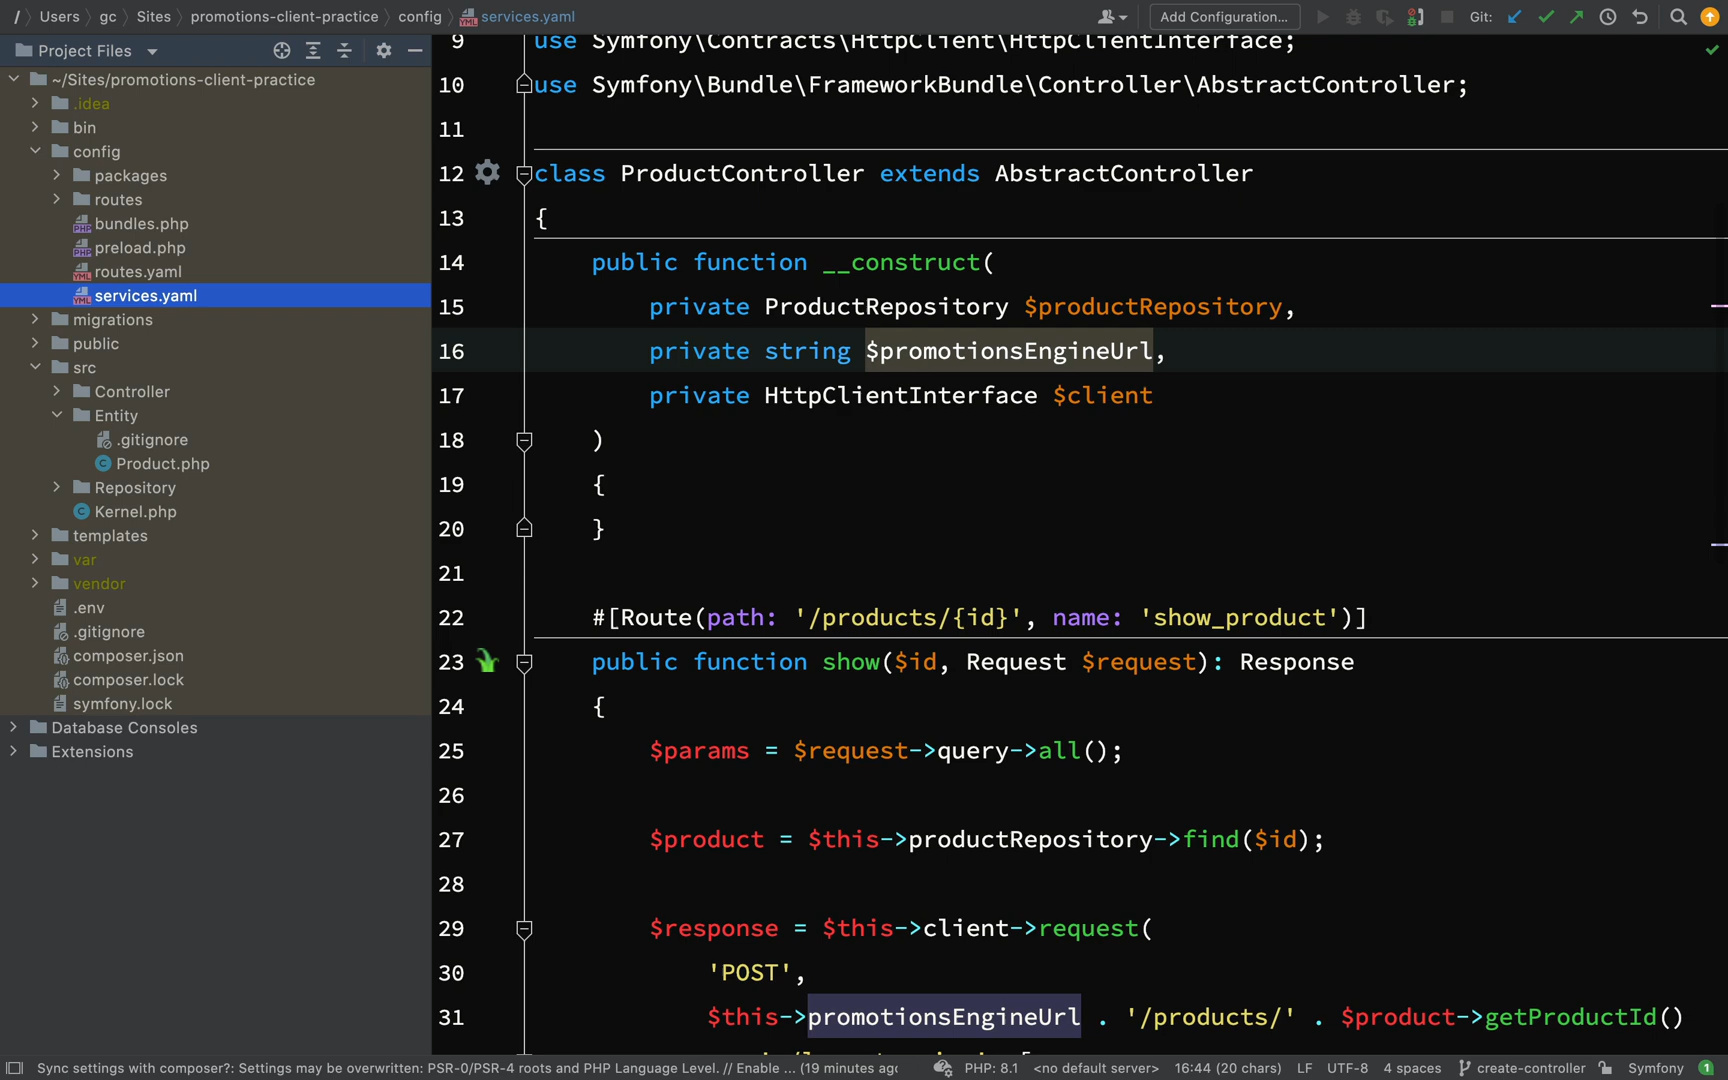 / Users gc Sites promotions-client-practice config services.yaml
Add Configuration...
Git:
Project Files
~/Sites/promotions-client-practice
.idea
bin
config
packages
routes
bundles.php
preload.php
routes.yaml
services.yaml
migrations
public
src
Controller
Entity
.gitignore
Product.php
Repository
Kernel.php
templates
var
vendor
.env
.gitignore
composer.json
composer.lock
symfony.lock
Database Consoles
Extensions
9 use Symfony\Contracts\HttpClient\HttpClientInterface;
10 use Symfony\Bundle\FrameworkBundle\Controller\AbstractController;
11
12 class ProductController extends AbstractController
13 {
14 public function __construct(
15 private ProductRepository $productRepository,
16 private string $promotionsEngineUrl,
17 private HttpClientInterface $client
18 )
19 {
20 }
21
22 #[Route(path: '/products/{id}', name: 'show_product')]
23 public function show($id, Request $request): Response
24 {
25 $params = $request->query->all();
26
27 $product = $this->productRepository->find($id);
28
29 $response = $this->client->request(
30 'POST',
31 $this->promotionsEngineUrl . '/products/' . $product->getProductId()
Sync settings with composer?: Settings may be overwritten: PSR-0/PSR-4 roots and PHP Language Level. // Enable ... (19 minutes ago
PHP: 8.1 <no default server> 16:44 (20 chars) LF UTF-8 4 spaces create-controller Symfony 1